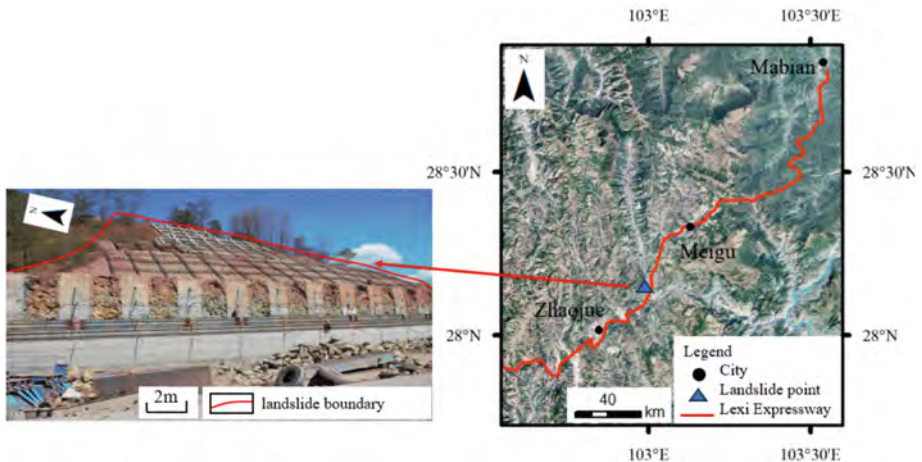 103°E
103°30'E
N
Mabian
28°30'N
28°30'N
Meigu
N
Zhaojue
28°N
28°N
Legend
City
Landslide point
Lexi Expressway
2m
landslide boundary
40
km
103°E
103°30'E